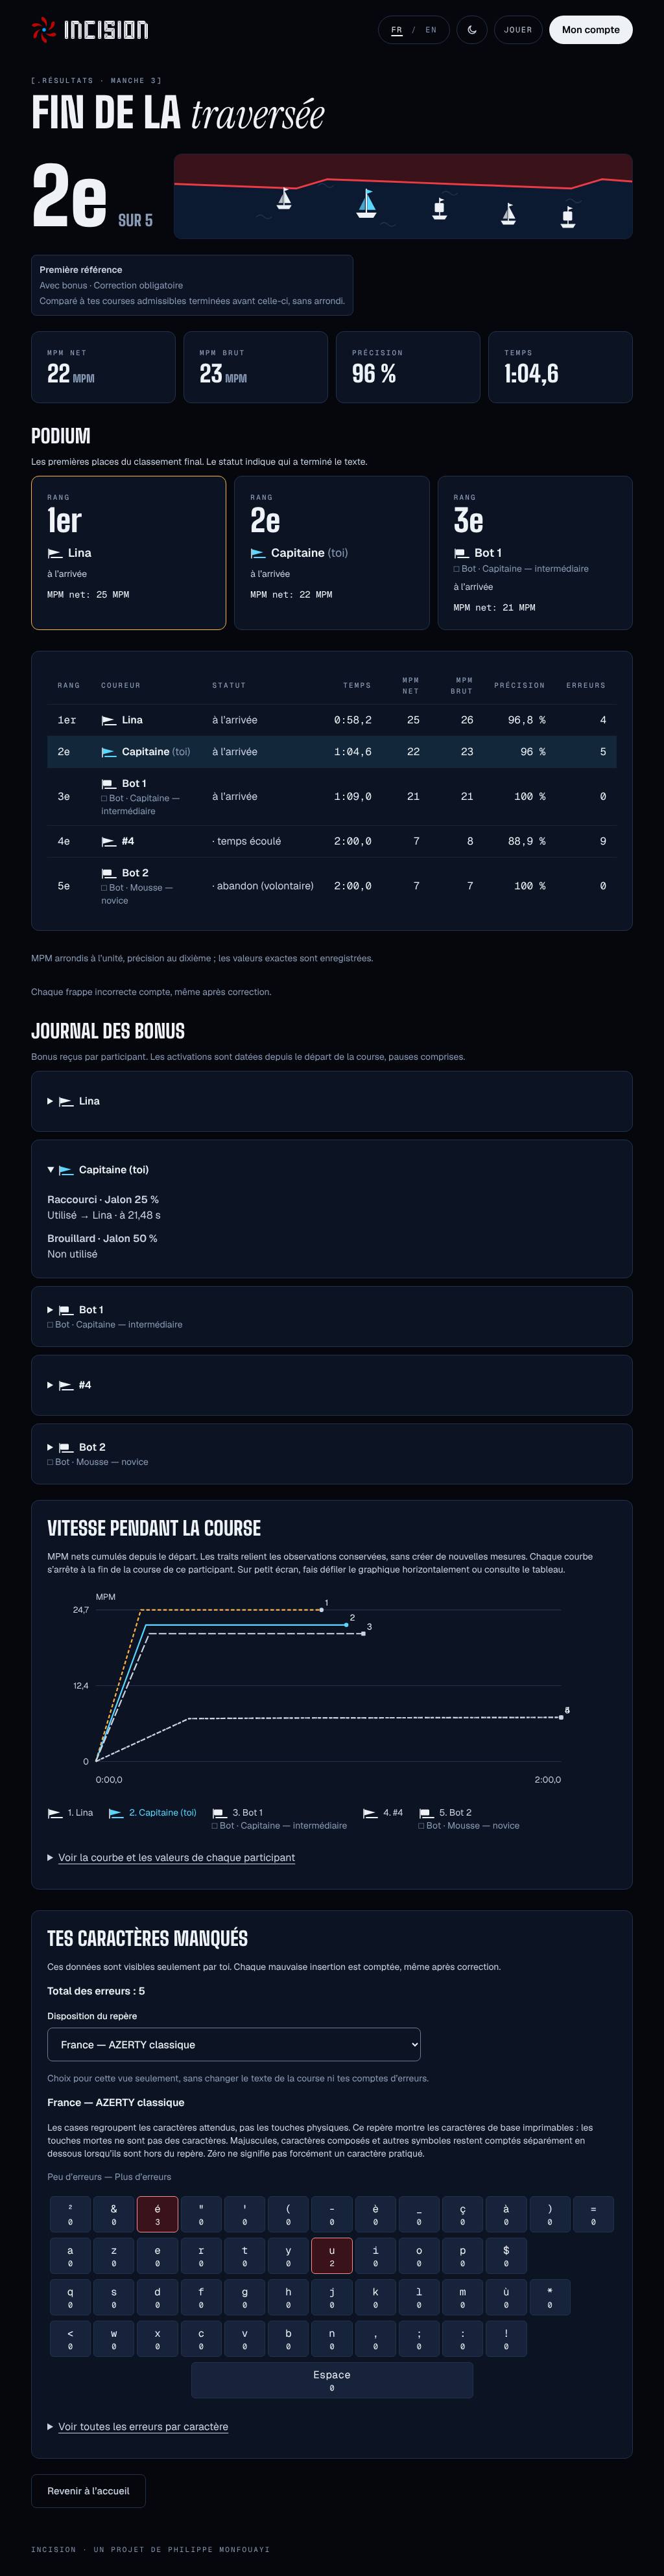 INCISION
FR / EN
JOUER
Mon compte
[.RÉSULTATS · MANCHE 3]
FIN DE LA traversée
2e SUR 5
Première référence
Avec bonus · Correction obligatoire
Comparé à tes courses admissibles terminées avant celle-ci, sans arrondi.
MPM NET
22 MPM
MPM BRUT
23 MPM
PRÉCISION
96 %
TEMPS
1:04,6
PODIUM
Les premières places du classement final. Le statut indique qui a terminé le texte.
RANG
1er
Lina
à l'arrivée
MPM net: 25 MPM
RANG
2e
Capitaine (toi)
à l'arrivée
MPM net: 22 MPM
RANG
3e
Bot 1
□ Bot · Capitaine — intermédiaire
à l'arrivée
MPM net: 21 MPM
RANG COUREUR STATUT TEMPS MPM NET MPM BRUT PRÉCISION ERREURS
1er Lina à l'arrivée 0:58,2 25 26 96,8 % 4
2e Capitaine (toi) à l'arrivée 1:04,6 22 23 96 % 5
3e Bot 1 □ Bot · Capitaine — intermédiaire à l'arrivée 1:09,0 21 21 100 % 0
4e #4 · temps écoulé 2:00,0 7 8 88,9 % 9
5e Bot 2 □ Bot · Mousse — novice · abandon (volontaire) 2:00,0 7 7 100 % 0
MPM arrondis à l'unité, précision au dixième ; les valeurs exactes sont enregistrées.
Chaque frappe incorrecte compte, même après correction.
JOURNAL DES BONUS
Bonus reçus par participant. Les activations sont datées depuis le départ de la course, pauses comprises.
Lina
Capitaine (toi)
Raccourci · Jalon 25 %
Utilisé → Lina · à 21,48 s
Brouillard · Jalon 50 %
Non utilisé
Bot 1
□ Bot · Capitaine — intermédiaire
#4
Bot 2
□ Bot · Mousse — novice
VITESSE PENDANT LA COURSE
MPM nets cumulés depuis le départ. Les traits relient les observations conservées, sans créer de nouvelles mesures. Chaque courbe
s'arrête à la fin de la course de ce participant. Sur petit écran, fais défiler le graphique horizontalement ou consulte le tableau.
MPM
24,7
12,4
0
1
2
3
0:00,0
2:00,0
1. Lina
2. Capitaine (toi)
3. Bot 1
□ Bot · Capitaine — intermédiaire
4. #4
5. Bot 2
□ Bot · Mousse — novice
Voir la courbe et les valeurs de chaque participant
TES CARACTÈRES MANQUÉS
Ces données sont visibles seulement par toi. Chaque mauvaise insertion est comptée, même après correction.
Total des erreurs : 5
Disposition du repère
France — AZERTY classique
Choix pour cette vue seulement, sans changer le texte de la course ni tes comptes d'erreurs.
France — AZERTY classique
Les cases regroupent les caractères attendus, pas les touches physiques. Ce repère montre les caractères de base imprimables : les
touches mortes ne sont pas des caractères. Majuscules, caractères composés et autres symboles restent comptés séparément en
dessous lorsqu'ils sont hors du repère. Zéro ne signifie pas forcément un caractère pratiqué.
Peu d'erreurs — Plus d'erreurs
² & é " ' ( - è _ ç à ) =
0 0 3 0 0 0 0 0 0 0 0 0 0
a z e r t y u i o p $
0 0 0 0 0 0 2 0 0 0 0
q s d f g h j k l m ù *
0 0 0 0 0 0 0 0 0 0 0 0
< w x c v b n , ; : !
0 0 0 0 0 0 0 0 0 0 0
Espace
0
Voir toutes les erreurs par caractère
Revenir à l'accueil
INCISION · UN PROJET DE PHILIPPE MONFOUAYI